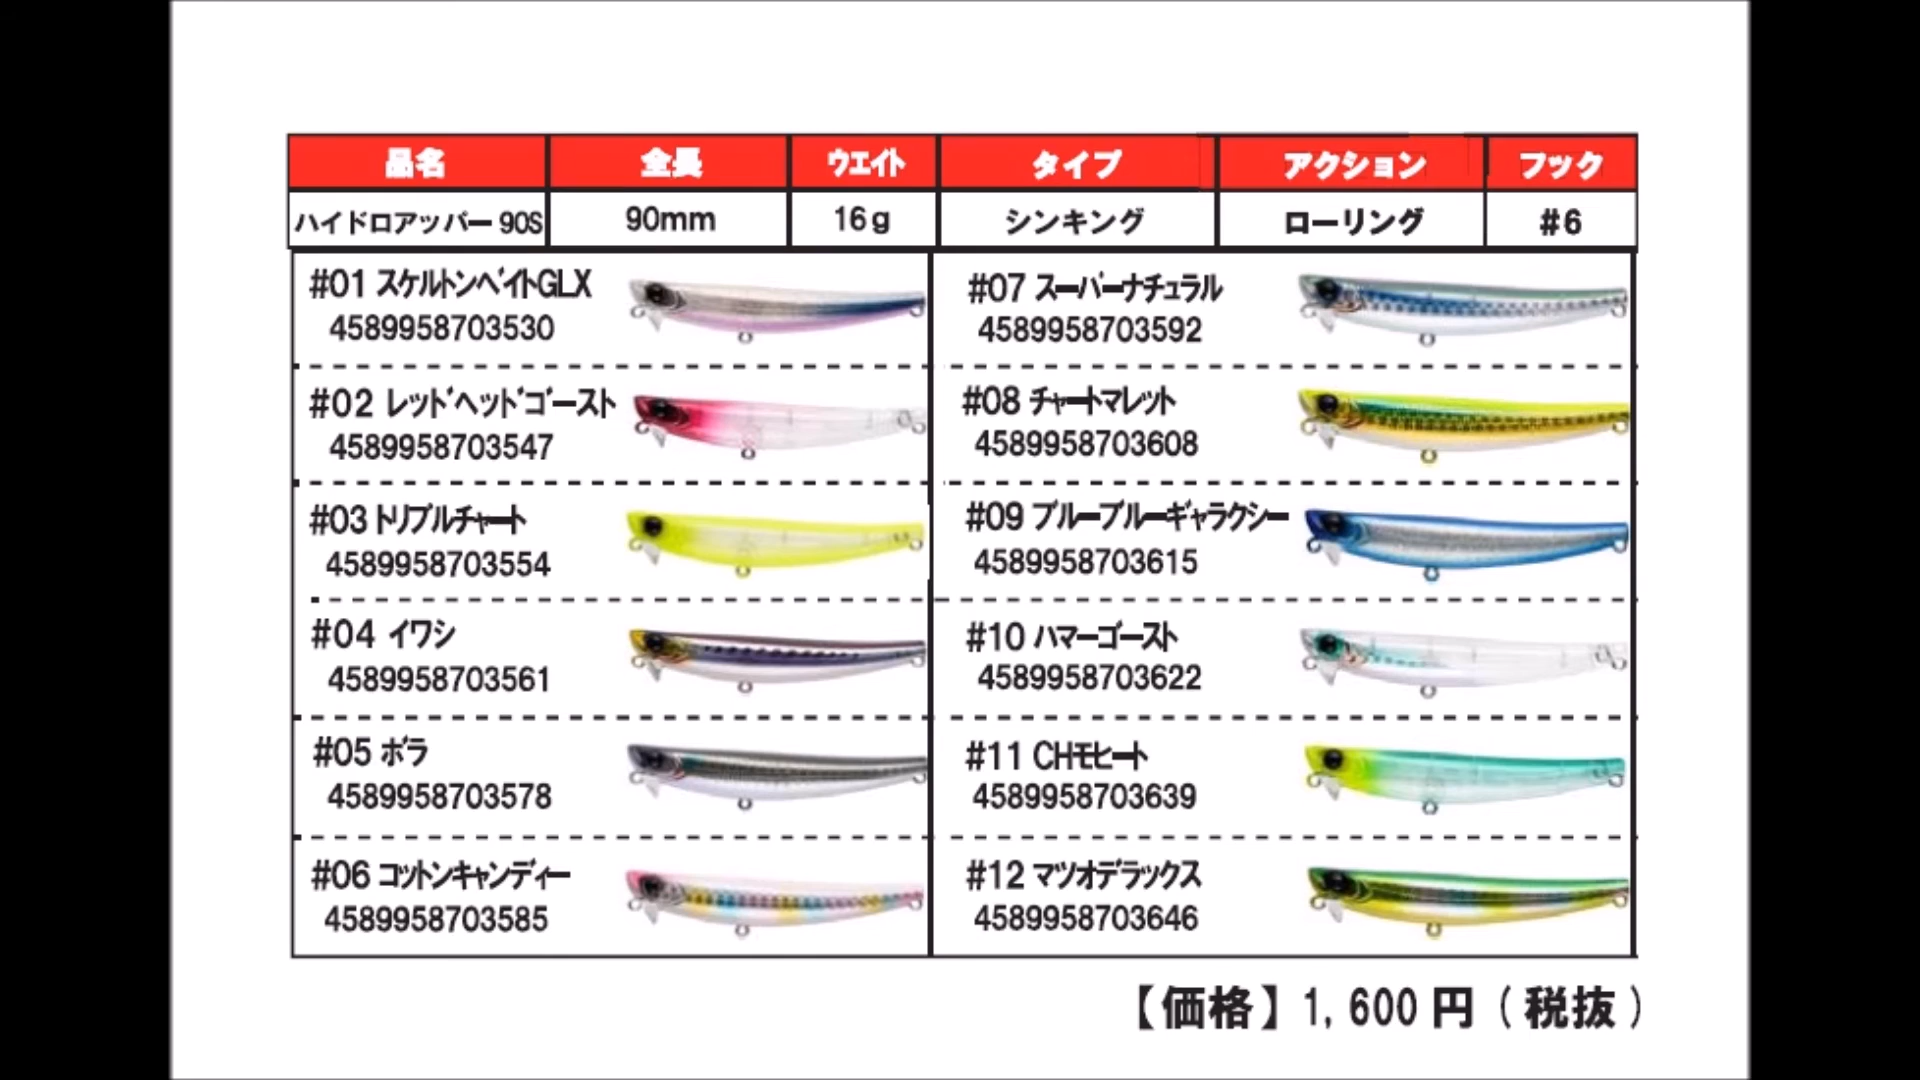 品名 全長 ウエイト タイプ アクション フック
ハイドロアッパー 90S 90mm 16g シンキング ローリング #6
#01 スケルトンベイトGLX
4589958703530
#02 レッドヘッドゴースト
4589958703547
#03 トリプルチャート
4589958703554
#04 イワシ
4589958703561
#05 ボラ
4589958703578
#06 コットンキャンディー
4589958703585
#07 スーパーナチュラル
4589958703592
#08 チャートマレット
4589958703608
#09 ブルーブルーギャラクシー
4589958703615
#10 ハマーゴースト
4589958703622
#11 CHモヒート
4589958703639
#12 マツオデラックス
4589958703646
【価格】1,600円(税抜)